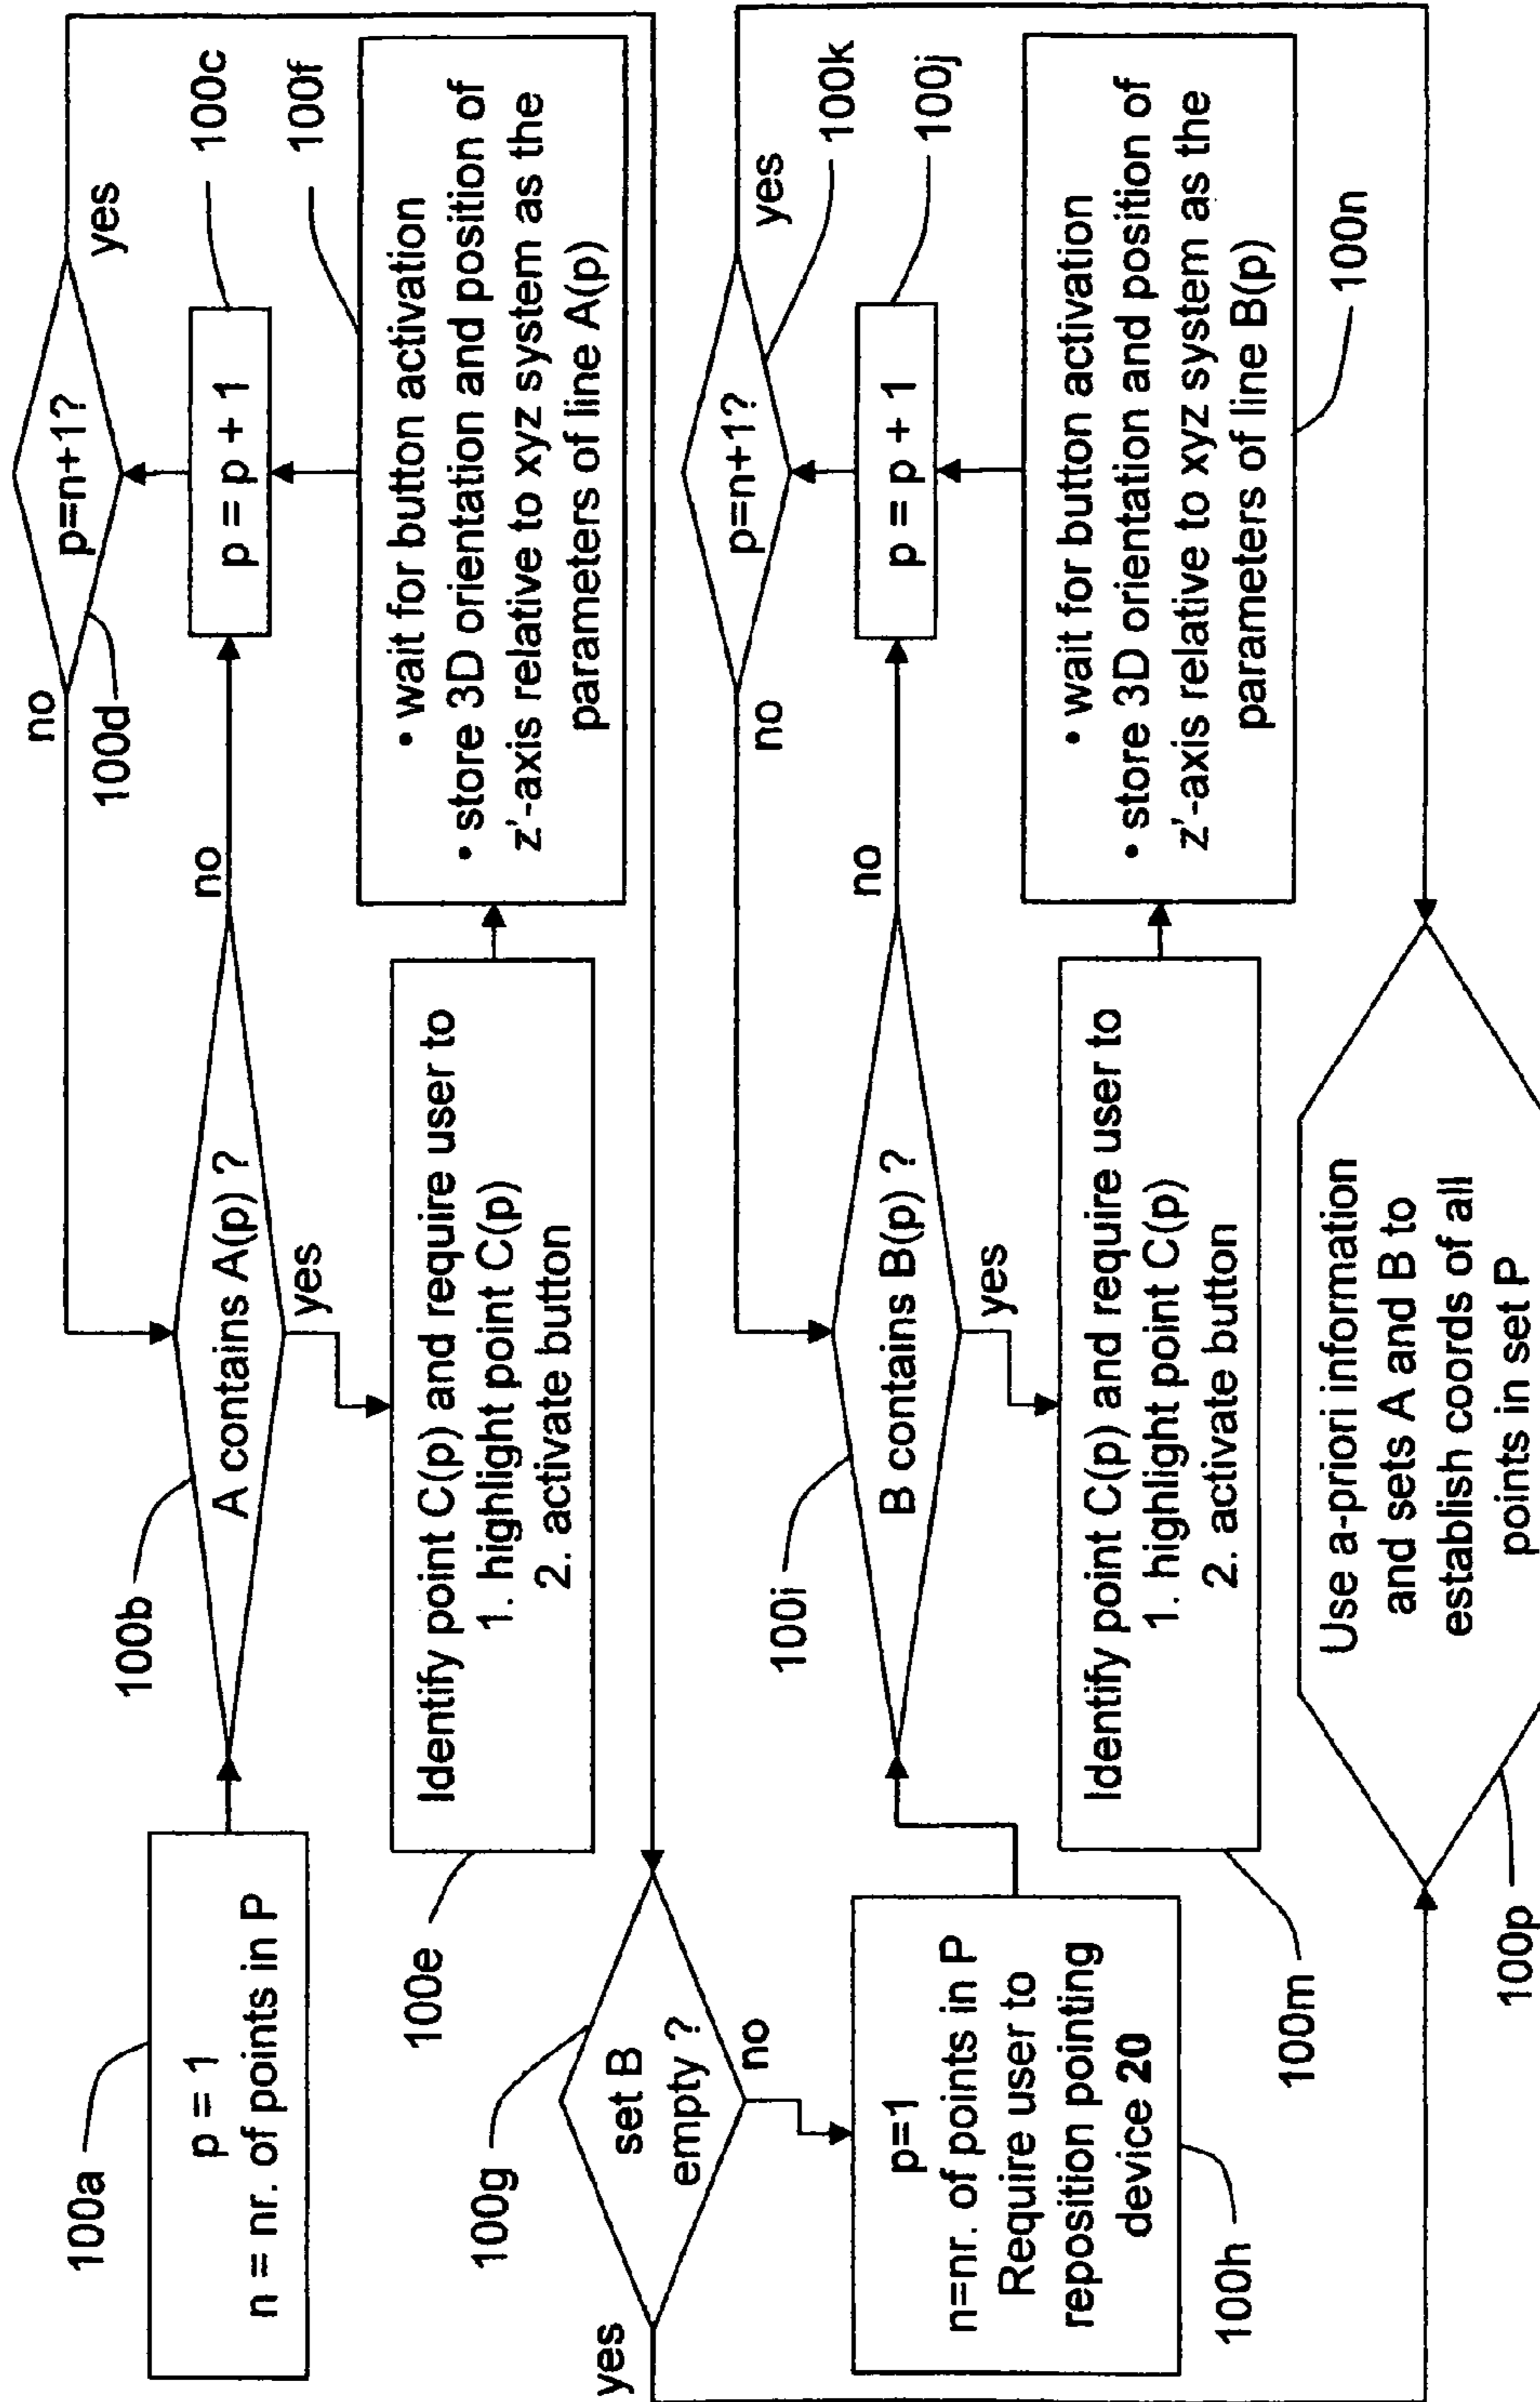 100a
p = 1
n = nr. of points in P
100b
A contains A(p) ?
no
yes
p = p + 1
100c
p=n+1?
no
yes
100d
100e
Identify point C(p) and require user to
1. highlight point C(p)
2. activate button
• wait for button activation
• store 3D orientation and position of
z'-axis relative to xyz system as the
parameters of line A(p)
100f
100g
set B
empty ?
yes
no
p=1
n=nr. of points in P
Require user to
reposition pointing
device 20
100h
100i
B contains B(p) ?
no
yes
p = p + 1
100j
p=n+1?
no
yes
100k
Identify point C(p) and require user to
1. highlight point C(p)
2. activate button
100m
• wait for button activation
• store 3D orientation and position of
z'-axis relative to xyz system as the
parameters of line B(p)
100n
Use a-priori information
and sets A and B to
establish coords of all
points in set P
100p